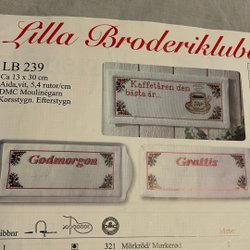 Lilla Broderiklubb
LB 239
Ca 13 x 30 cm
Aida, vit, 5,4 rutor/cm
DMC Moulinégarn
Korsstygn. Efterstygn
Kaffetåren den
bästa är...
Godmorgon
Grattis
321 Mörkröd/